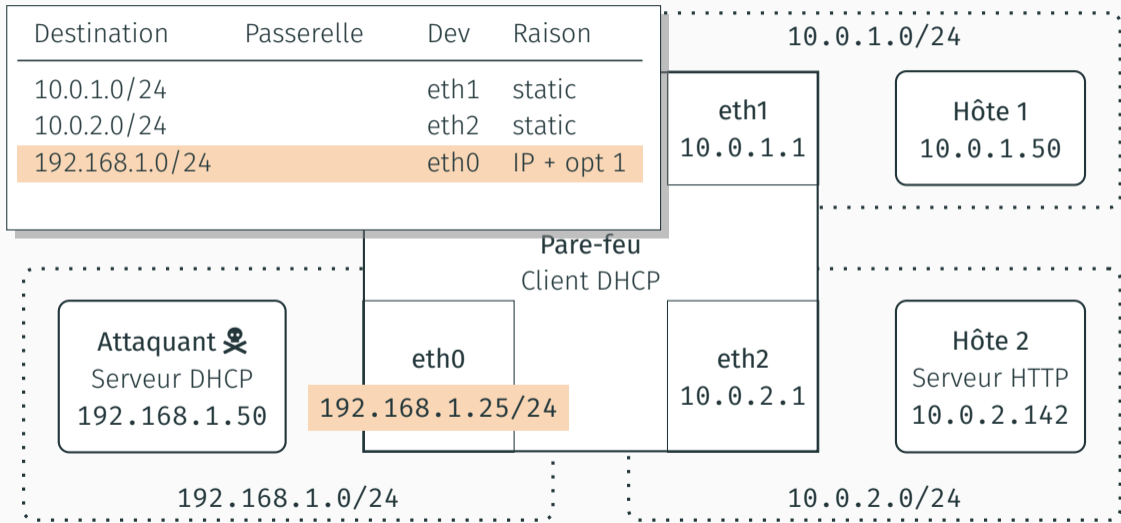 Destination Passerelle Dev Raison
10.0.1.0/24 eth1 static
10.0.2.0/24 eth2 static
192.168.1.0/24 eth0 IP + opt 1
10.0.1.0/24
eth1
10.0.1.1
Hôte 1
10.0.1.50
Pare-feu
Client DHCP
Attaquant ☠
Serveur DHCP
192.168.1.50
eth0
192.168.1.25/24
eth2
10.0.2.1
Hôte 2
Serveur HTTP
10.0.2.142
192.168.1.0/24
10.0.2.0/24